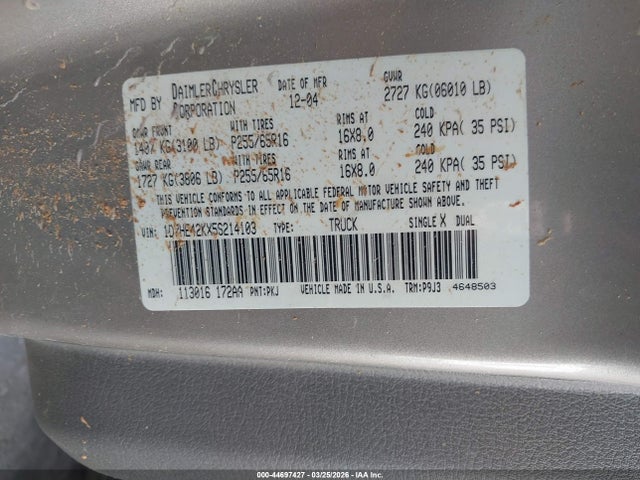 MFD BY DAIMLERCHRYSLER CORPORATION DATE OF MFR 12-04 GVWR 2727 KG(06010 LB)
GAWR FRONT WITH TIRES RIMS AT COLD
1407 KG(3100 LB) P255/65R16 16X8.0 240 KPA( 35 PSI)
GAWR REAR WITH TIRES RIMS AT COLD
1727 KG(3806 LB) P255/65R16 16X8.0 240 KPA( 35 PSI)
THIS VEHICLE CONFORMS TO ALL APPLICABLE FEDERAL MOTOR VEHICLE SAFETY AND THEFT
PREVENTION STANDARDS IN EFFECT ON THE DATE OF MANUFACTURE SHOWN ABOVE.
VIN: 1D7HE42KX5S214103 TYPE: TRUCK SINGLE X DUAL
MDH: 113016 172AA PNT:PKJ VEHICLE MADE IN U.S.A. TRM:P9J3 4648503
000-44697427 - 03/25/2026 - IAAI.COM